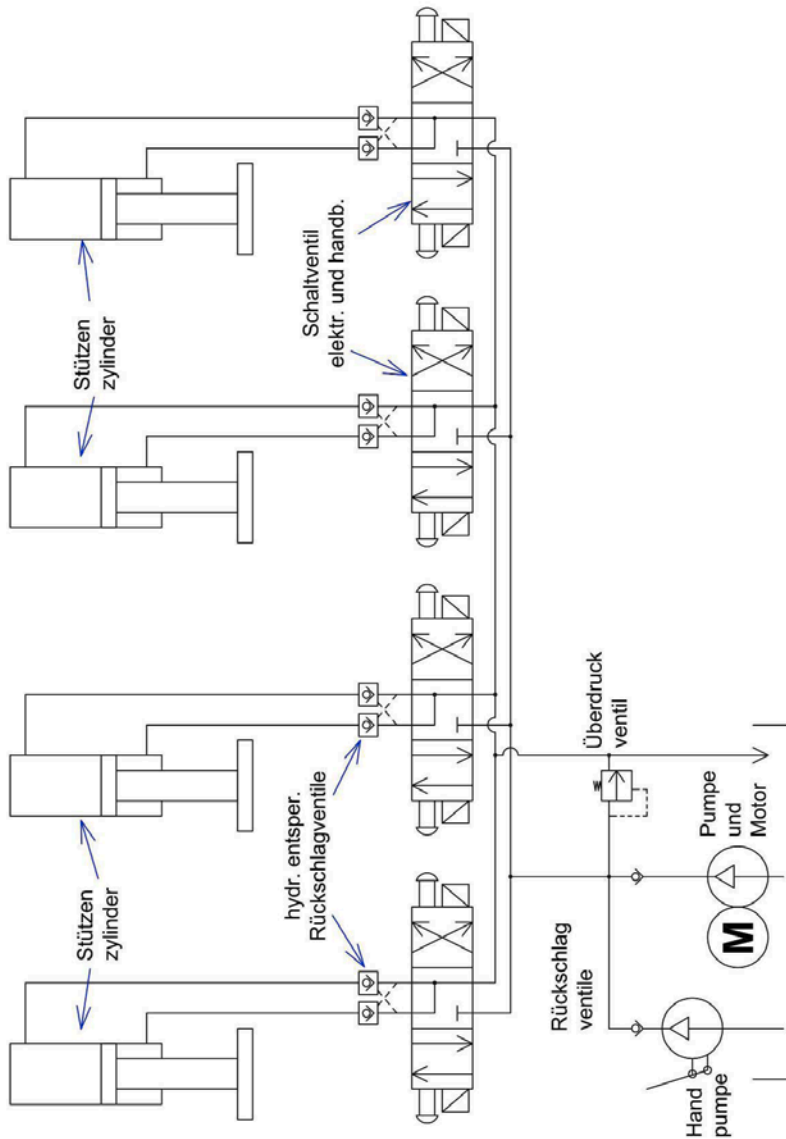 Stützen
zylinder
Stützen
zylinder
hydr. entsper.
Rückschlagventile
Schaltventil
elektr. und handb.
Überdruck
ventil
Rückschlag
ventile
Pumpe
und
Motor
M
Hand
pumpe